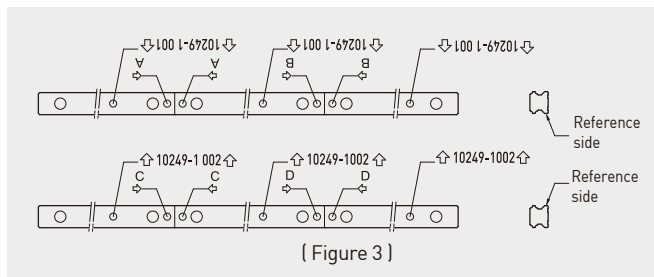 10249-1 001 10249-1 001 10249-1 001
A A B B
Reference
side
10249-1 002 10249-1002 10249-1002
C C D D
Reference
side
( Figure 3 )